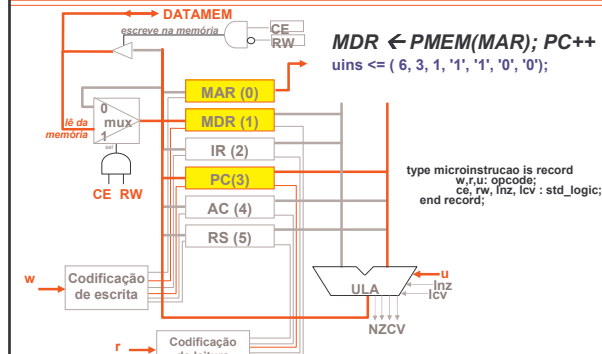 DATAMEM
escreve na memória
CE
RW
MDR ← PMEM(MAR); PC++
uins <= ( 6, 3, 1, '1', '1', '0', '0');
MAR (0)
0
mux
1
sel
lê da
memória
MDR (1)
IR (2)
CE RW
PC(3)
type microinstrucao is record
w,r,u: opcode;
ce, rw, lnz, lcv : std_logic;
end record;
AC (4)
RS (5)
w
Codificação
de escrita
ULA
u
lnz
lcv
NZCV
r
Codificação
de leitura